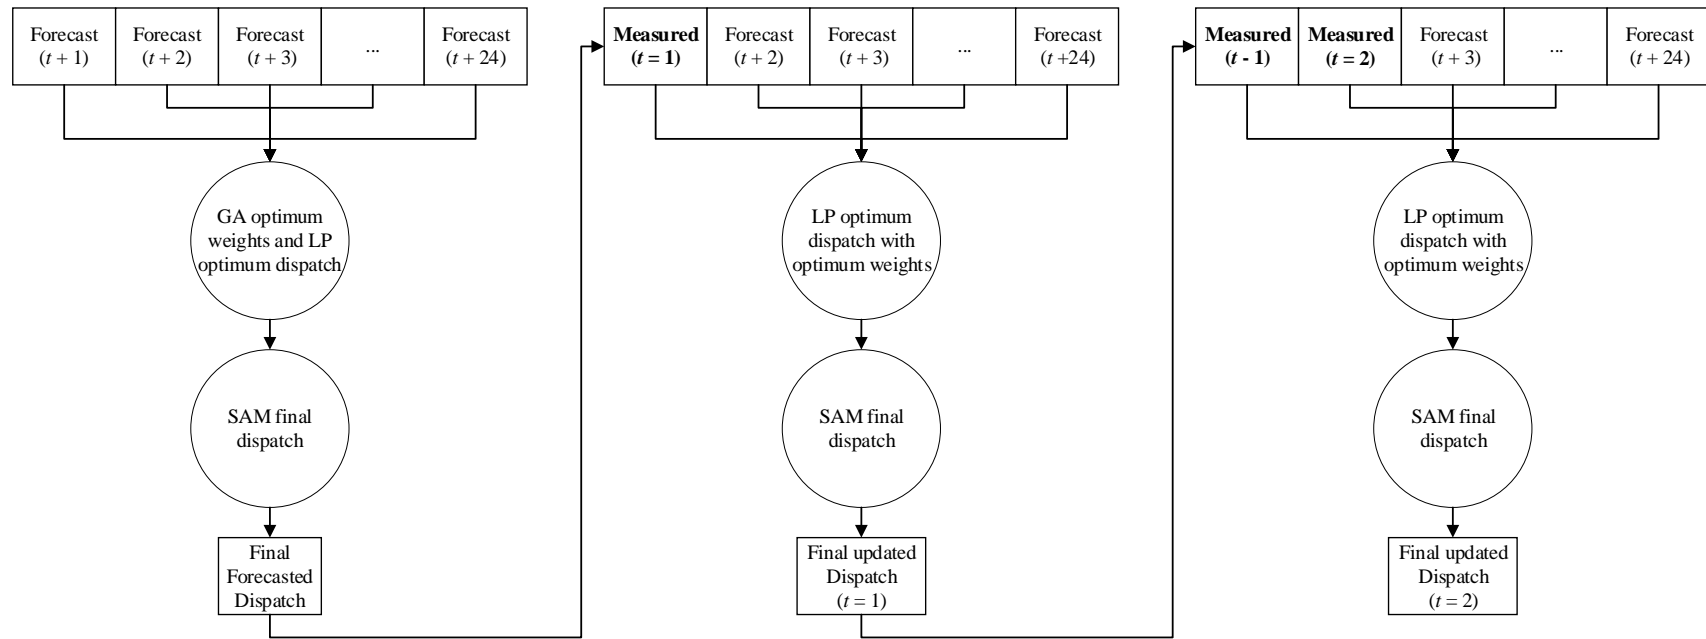 Forecast
(t + 1)
Forecast
(t + 2)
Forecast
(t + 3)
...
Forecast
(t + 24)
GA optimum
weights and LP
optimum dispatch
SAM final
dispatch
Final
Forecasted
Dispatch
Measured
(t = 1)
Forecast
(t + 2)
Forecast
(t + 3)
...
Forecast
(t +24)
LP optimum
dispatch with
optimum weights
SAM final
dispatch
Final updated
Dispatch
(t = 1)
Measured
(t - 1)
Measured
(t = 2)
Forecast
(t + 3)
...
Forecast
(t + 24)
LP optimum
dispatch with
optimum weights
SAM final
dispatch
Final updated
Dispatch
(t = 2)